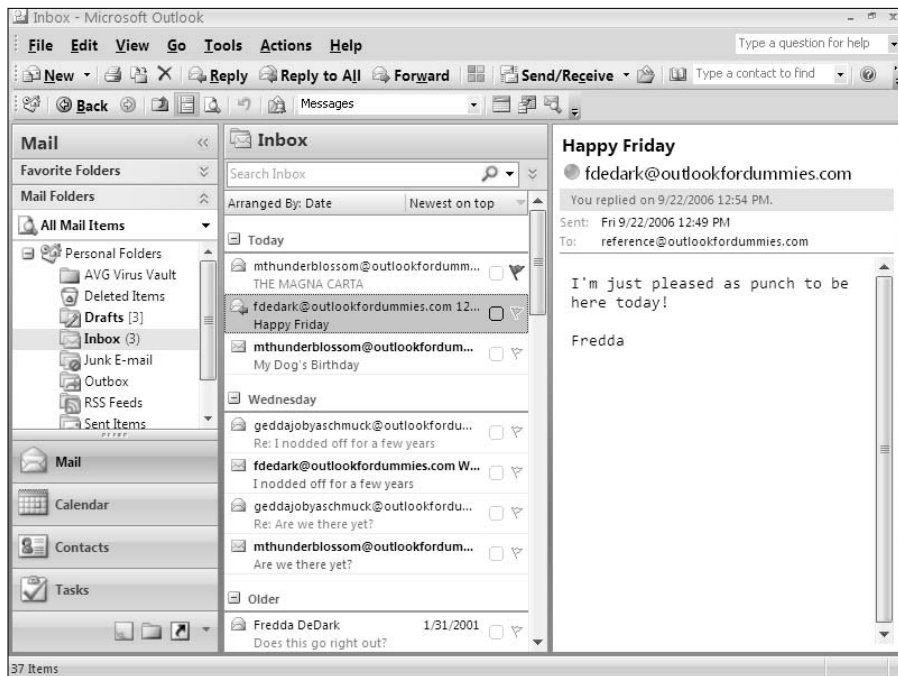 Inbox - Microsoft Outlook
File Edit View Go Tools Actions Help Type a question for help
New Reply Reply to All Forward Send/Receive Type a contact to find
Back Messages
Mail
Favorite Folders
Mail Folders
All Mail Items
Personal Folders
AVG Virus Vault
Deleted Items
Drafts [3]
Inbox (3)
Junk E-mail
Outbox
RSS Feeds
Sent Items
Mail
Calendar
Contacts
Tasks
Inbox
Search Inbox
Arranged By: Date Newest on top
Today
mthunderblossom@outlookfordumm...
THE MAGNA CARTA
fdedark@outlookfordummies.com 12...
Happy Friday
mthunderblossom@outlookfordum...
My Dog's Birthday
Wednesday
geddajobyaschmuck@outlookfordu...
Re: I nodded off for a few years
fdedark@outlookfordummies.com W...
I nodded off for a few years
geddajobyaschmuck@outlookfordu...
Re: Are we there yet?
mthunderblossom@outlookfordum...
Are we there yet?
Older
Fredda DeDark 1/31/2001
Does this go right out?
Happy Friday
fdedark@outlookfordummies.com
You replied on 9/22/2006 12:54 PM.
Sent: Fri 9/22/2006 12:49 PM
To: reference@outlookfordummies.com
I'm just pleased as punch to be
here today!
Fredda
37 Items